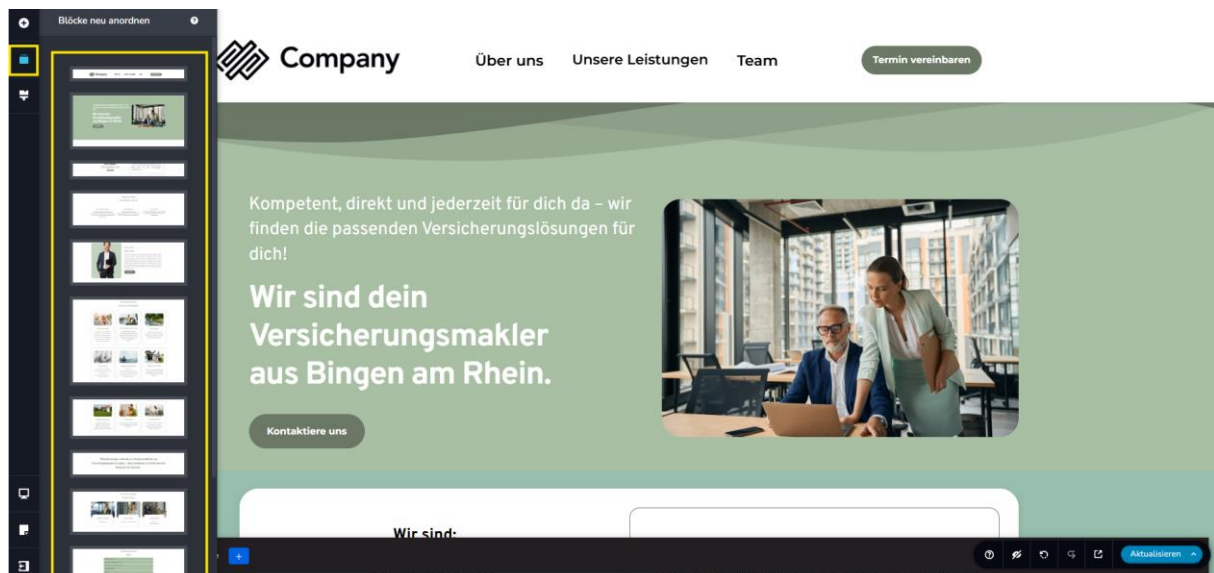 Blöcke neu anordnen
Company
Über uns
Unsere Leistungen
Team
Termin vereinbaren
Kompetent, direkt und jederzeit für dich da – wir
finden die passenden Versicherungslösungen für
dich!
Wir sind dein
Versicherungsmakler
aus Bingen am Rhein.
Kontaktiere uns
Wir sind:
Aktualisieren